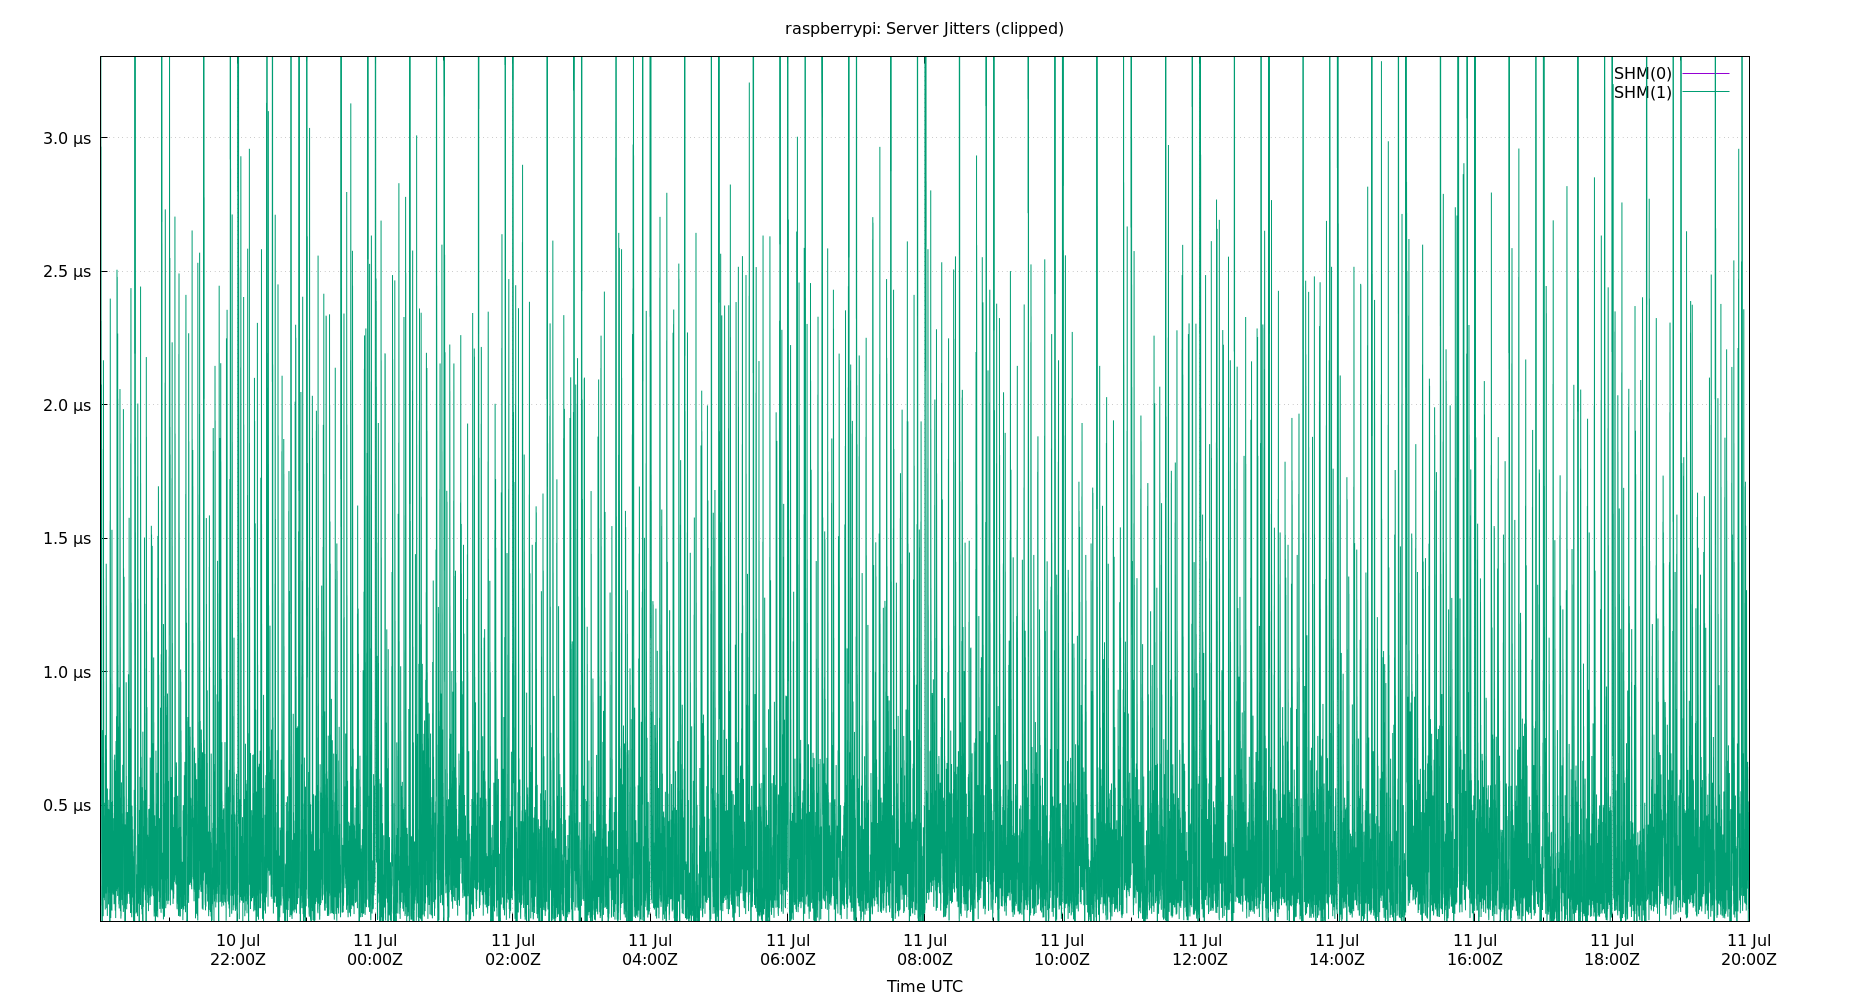 raspberrypi: Server Jitters (clipped)
SHM(0)
SHM(1)
3.0 µs
2.5 µs
2.0 µs
1.5 µs
1.0 µs
0.5 µs
10 Jul 11 Jul 11 Jul 11 Jul 11 Jul 11 Jul 11 Jul 11 Jul 11 Jul 11 Jul 11 Jul 11 Jul
22:00Z 00:00Z 02:00Z 04:00Z 06:00Z 08:00Z 10:00Z 12:00Z 14:00Z 16:00Z 18:00Z 20:00Z
Time UTC